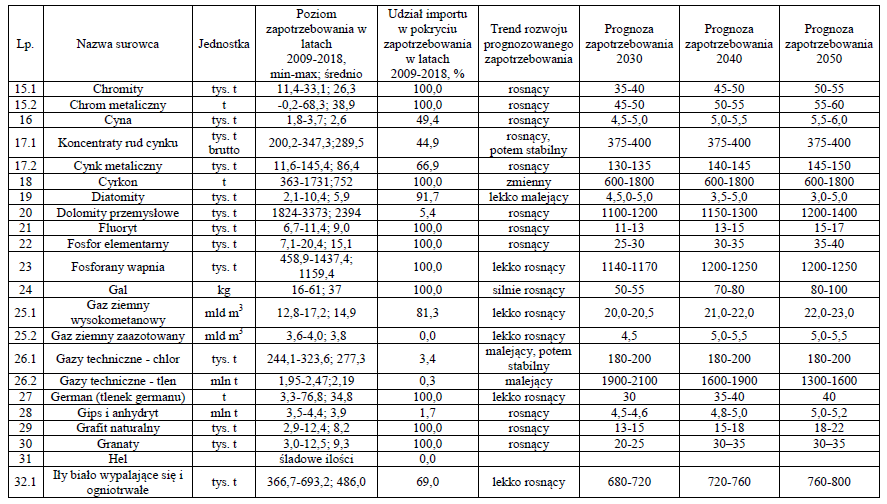 Lp. | Nazwa surowca | Jednostka | Poziom zapotrzebowania w latach 2009-2018, min-max; średnio | Udział importu w pokryciu zapotrzebowania w latach 2009-2018, % | Trend rozwoju prognozowanego zapotrzebowania | Prognoza zapotrzebowania 2030 | Prognoza zapotrzebowania 2040 | Prognoza zapotrzebowania 2050
15.1 | Chromity | tys. t | 11,4-33,1; 26,3 | 100,0 | rosnący | 35-40 | 45-50 | 50-55
15.2 | Chrom metaliczny | t | -0,2-68,3; 38,9 | 100,0 | rosnący | 45-50 | 50-55 | 55-60
16 | Cyna | tys. t | 1,8-3,7; 2,6 | 49,4 | rosnący | 4,5-5,0 | 5,0-5,5 | 5,5-6,0
17.1 | Koncentraty rud cynku | tys. t brutto | 200,2-347,3;289,5 | 44,9 | rosnący, potem stabilny | 375-400 | 375-400 | 375-400
17.2 | Cynk metaliczny | tys. t | 11,6-145,4; 86,4 | 66,9 | rosnący | 130-135 | 140-145 | 145-150
18 | Cyrkon | t | 363-1731;752 | 100,0 | zmienny | 600-1800 | 600-1800 | 600-1800
19 | Diatomity | tys. t | 2,1-10,4; 5,9 | 91,7 | lekko malejący | 4,5,0-5,0 | 3,5-5,0 | 3,0-5,0
20 | Dolomity przemysłowe | tys. t | 1824-3373; 2394 | 5,4 | rosnący | 1100-1200 | 1150-1300 | 1200-1400
21 | Fluoryt | tys. t | 6,7-11,4; 9,0 | 100,0 | rosnący | 11-13 | 13-15 | 15-17
22 | Fosfor elementarny | tys. t | 7,1-20,4; 15,1 | 100,0 | rosnący | 25-30 | 30-35 | 35-40
23 | Fosforany wapnia | tys. t | 458,9-1437,4; 1159,4 | 100,0 | lekko rosnący | 1140-1170 | 1200-1250 | 1200-1250
24 | Gal | kg | 16-61; 37 | 100,0 | silnie rosnący | 50-55 | 70-80 | 80-100
25.1 | Gaz ziemny wysokometanowy | mld m³ | 12,8-17,2; 14,9 | 81,3 | lekko rosnący | 20,0-20,5 | 21,0-22,0 | 22,0-23,0
25.2 | Gaz ziemny zaazotowany | mld m³ | 3,6-4,0; 3,8 | 0,0 | lekko rosnący | 4,5 | 5,0-5,5 | 5,0-5,5
26.1 | Gazy techniczne - chlor | tys. t | 244,1-323,6; 277,3 | 3,4 | malejący, potem stabilny | 180-200 | 180-200 | 180-200
26.2 | Gazy techniczne - tlen | mln t | 1,95-2,47;2,19 | 0,3 | malejący | 1900-2100 | 1600-1900 | 1300-1600
27 | German (tlenek germanu) | t | 3,3-76,8; 34,8 | 100,0 | lekko rosnący | 30 | 35-40 | 40
28 | Gips i anhydryt | mln t | 3,5-4,4; 3,9 | 1,7 | rosnący | 4,5-4,6 | 4,8-5,0 | 5,0-5,2
29 | Grafit naturalny | tys. t | 2,9-12,4; 8,2 | 100,0 | rosnący | 13-15 | 15-18 | 18-22
30 | Granaty | tys. t | 3,0-12,5; 9,3 | 100,0 | rosnący | 20-25 | 30–35 | 30–35
31 | Hel | śladowe ilości | 0,0
32.1 | Iły biało wypalające się i ogniotrwałe | tys. t | 366,7-693,2; 486,0 | 69,0 | lekko rosnący | 680-720 | 720-760 | 760-800